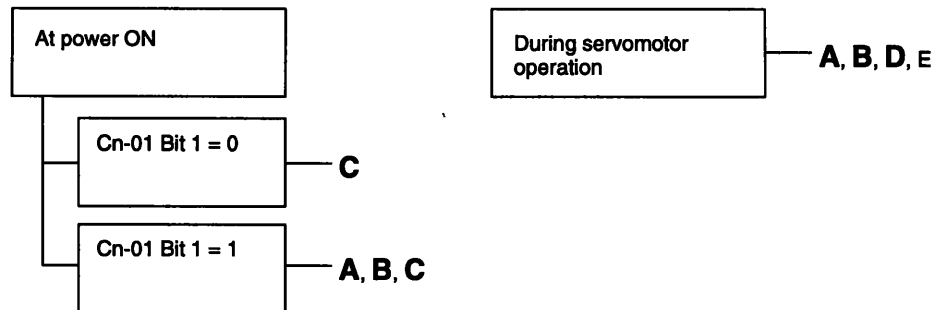 At power ON
Cn-01 Bit 1 = 0
C
Cn-01 Bit 1 = 1
A, B, C
During servomotor
operation
A, B, D, E